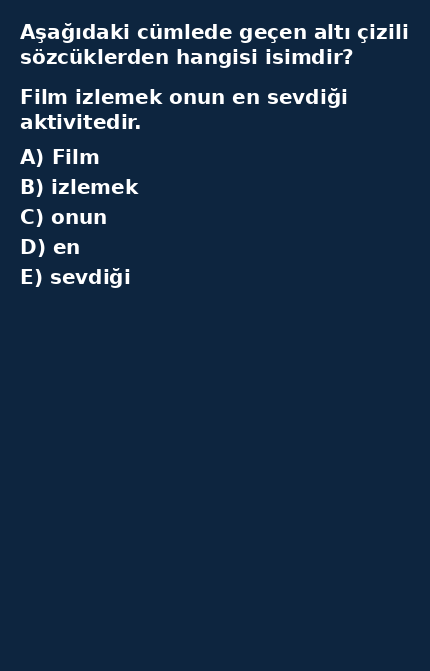 Aşağıdaki cümlede geçen altı çizili
sözcüklerden hangisi isimdir?
Film izlemek onun en sevdiği
aktivitedir.
A) Film
B) izlemek
C) onun
D) en
E) sevdiği